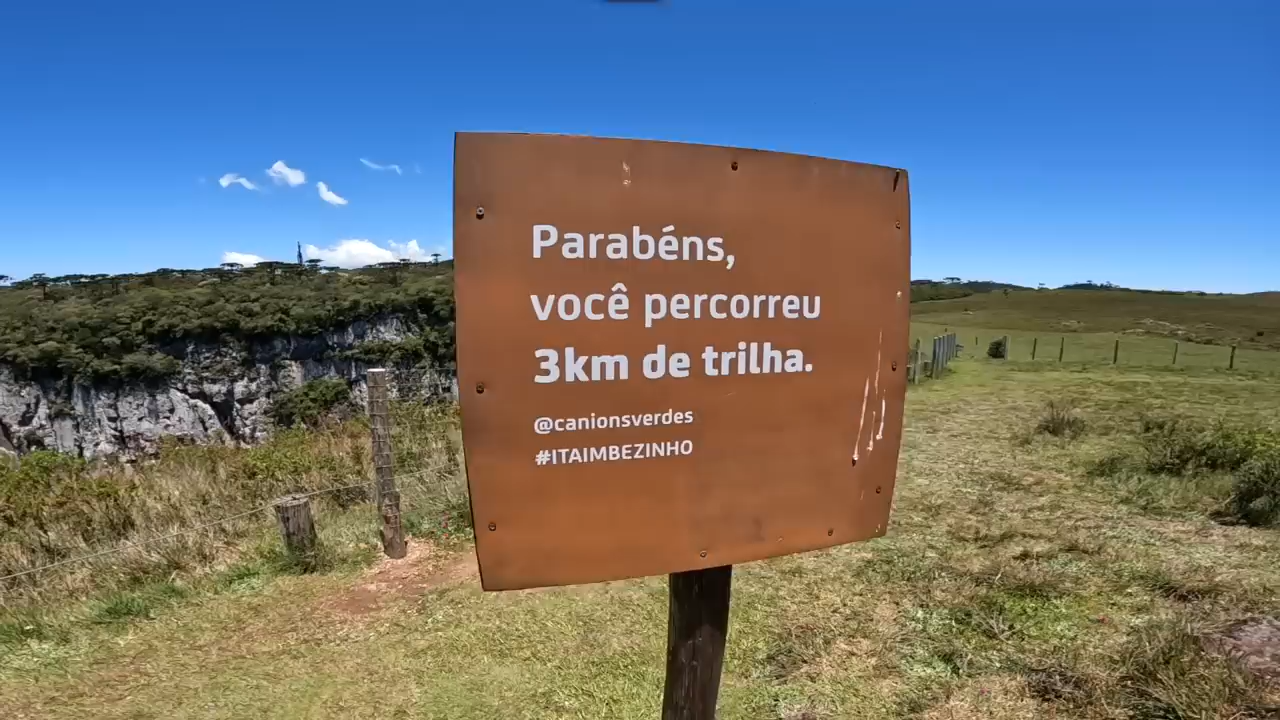 Parabéns,
você percorreu
3km de trilha.
@canionsverdes
#ITAIMBEZINHO